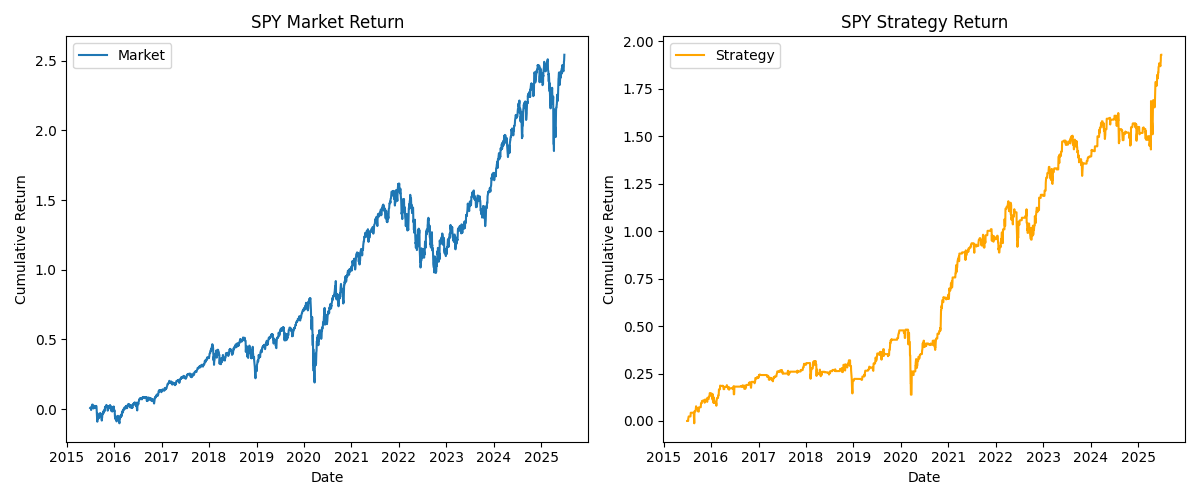 SPY Market Return
Market
2.5
2.0
1.5
1.0
0.5
0.0
Cumulative Return
2015 2016 2017 2018 2019 2020 2021 2022 2023 2024 2025
Date
SPY Strategy Return
Strategy
2.00
1.75
1.50
1.25
1.00
0.75
0.50
0.25
0.00
Cumulative Return
2015 2016 2017 2018 2019 2020 2021 2022 2023 2024 2025
Date